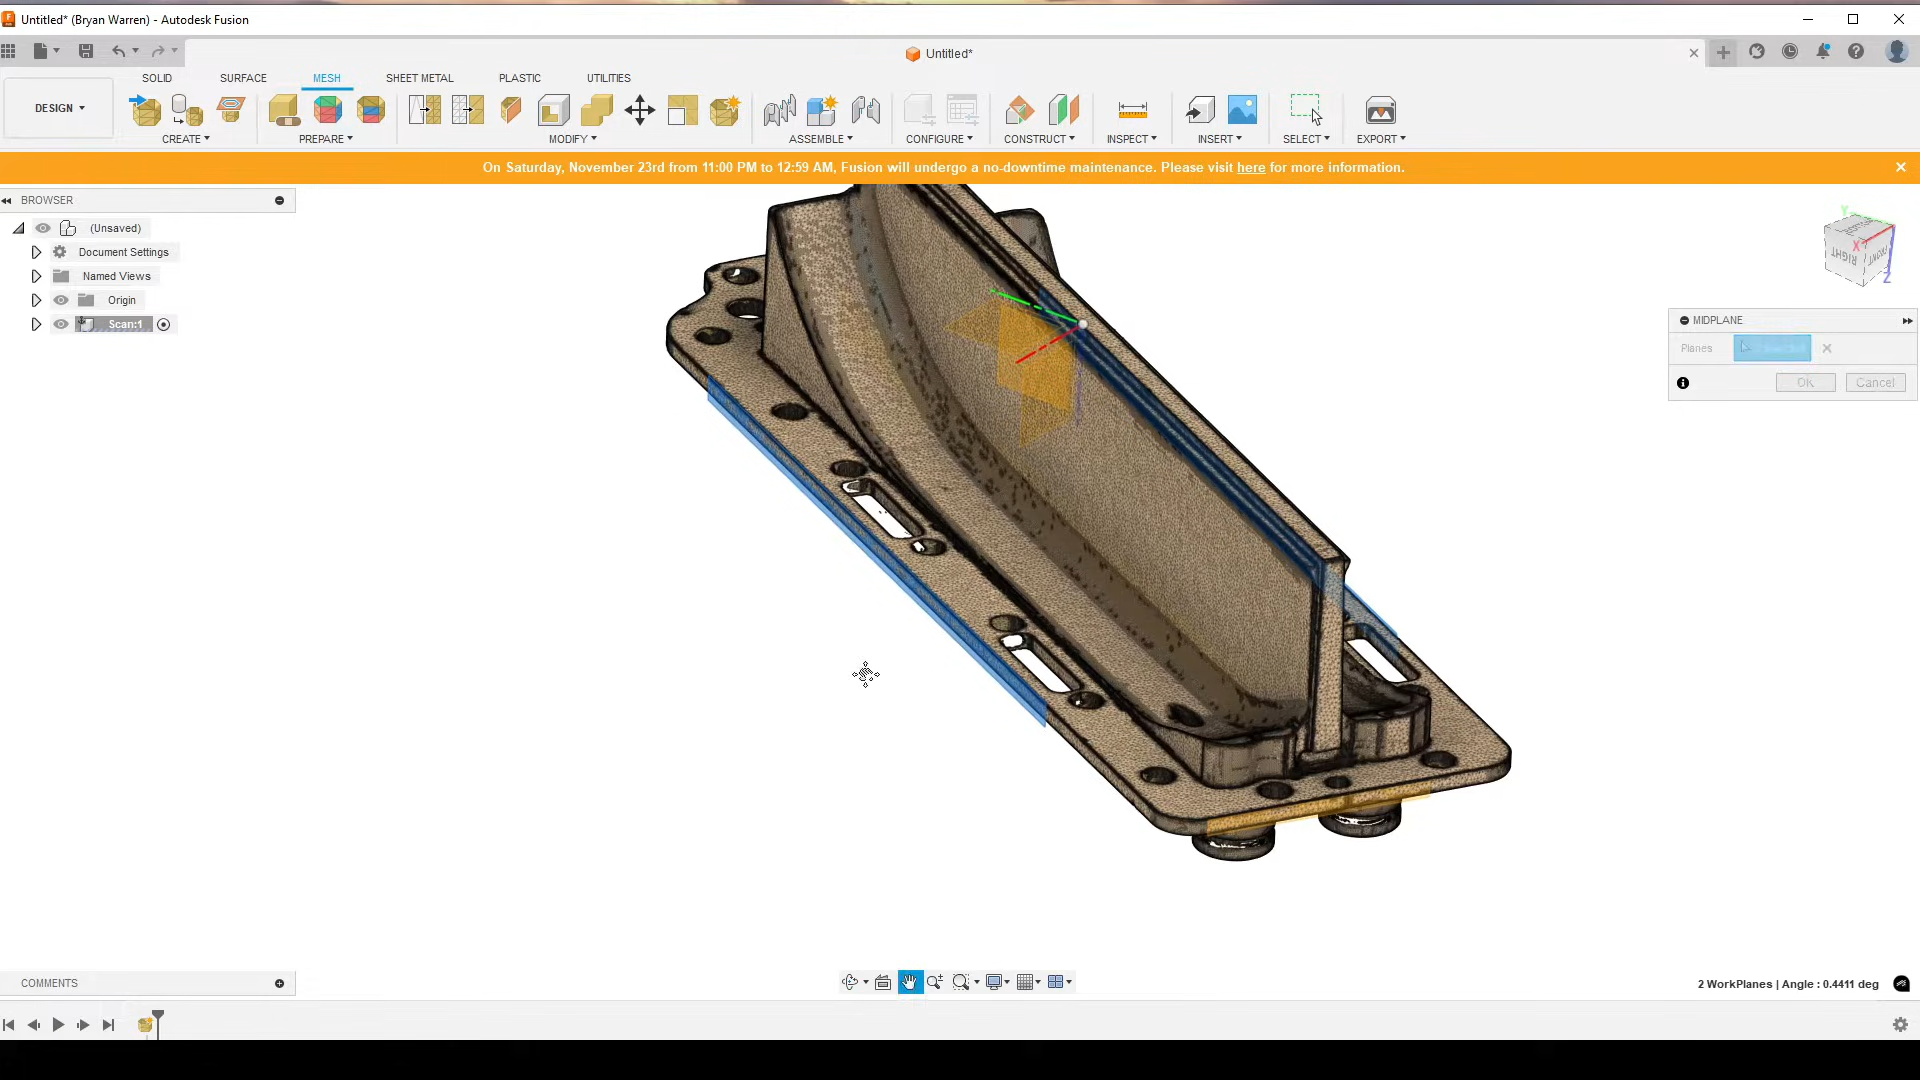 Untitled* (Bryan Warren) - Autodesk Fusion
Untitled*
SOLID SURFACE MESH SHEET METAL PLASTIC UTILITIES
DESIGN
CREATE PREPARE MODIFY ASSEMBLE CONFIGURE CONSTRUCT INSPECT INSERT SELECT EXPORT
On Saturday, November 23rd from 11:00 PM to 12:59 AM, Fusion will undergo a no-downtime maintenance. Please visit here for more information.
BROWSER
(Unsaved)
Document Settings
Named Views
Origin
Scan:1
Y
X
Z
RIGHT
FRONT
MIDPLANE
Planes
OK Cancel
COMMENTS
2 WorkPlanes | Angle : 0.4411 deg